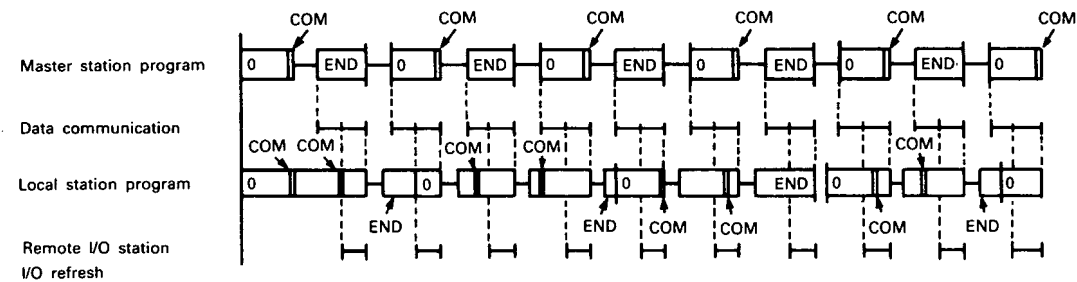 COM COM COM COM COM COM
Master station program 0 END 0 END 0 END 0 END 0 END 0
Data communication
COM COM COM COM COM
Local station program 0 0 0 END 0 0
END END COM COM COM END
Remote I/O station
I/O refresh